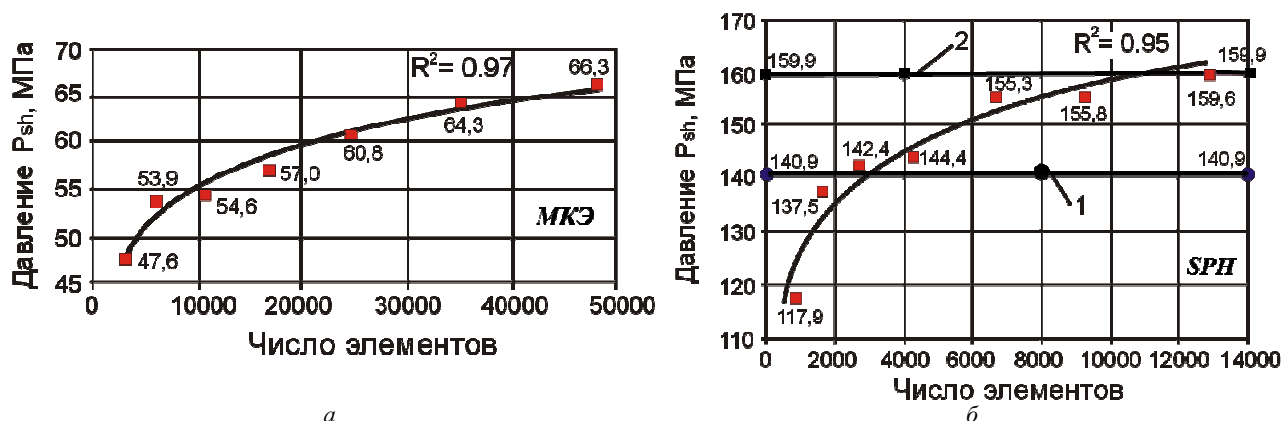 Давление Psh, МПа
70
65
60
55
50
45
R²= 0.97
66,3
64,3
60,8
57,0
53,9
54,6
47,6
МКЭ
0 10000 20000 30000 40000 50000
Число элементов
а
Давление Psh, МПа
170
160
150
140
130
120
110
2
R²= 0.95
159,9
159,9
155,3
155,8
159,6
142,4
144,4
140,9
140,9
137,5
1
SPH
117,9
0 2000 4000 6000 8000 10000 12000 14000
Число элементов
б